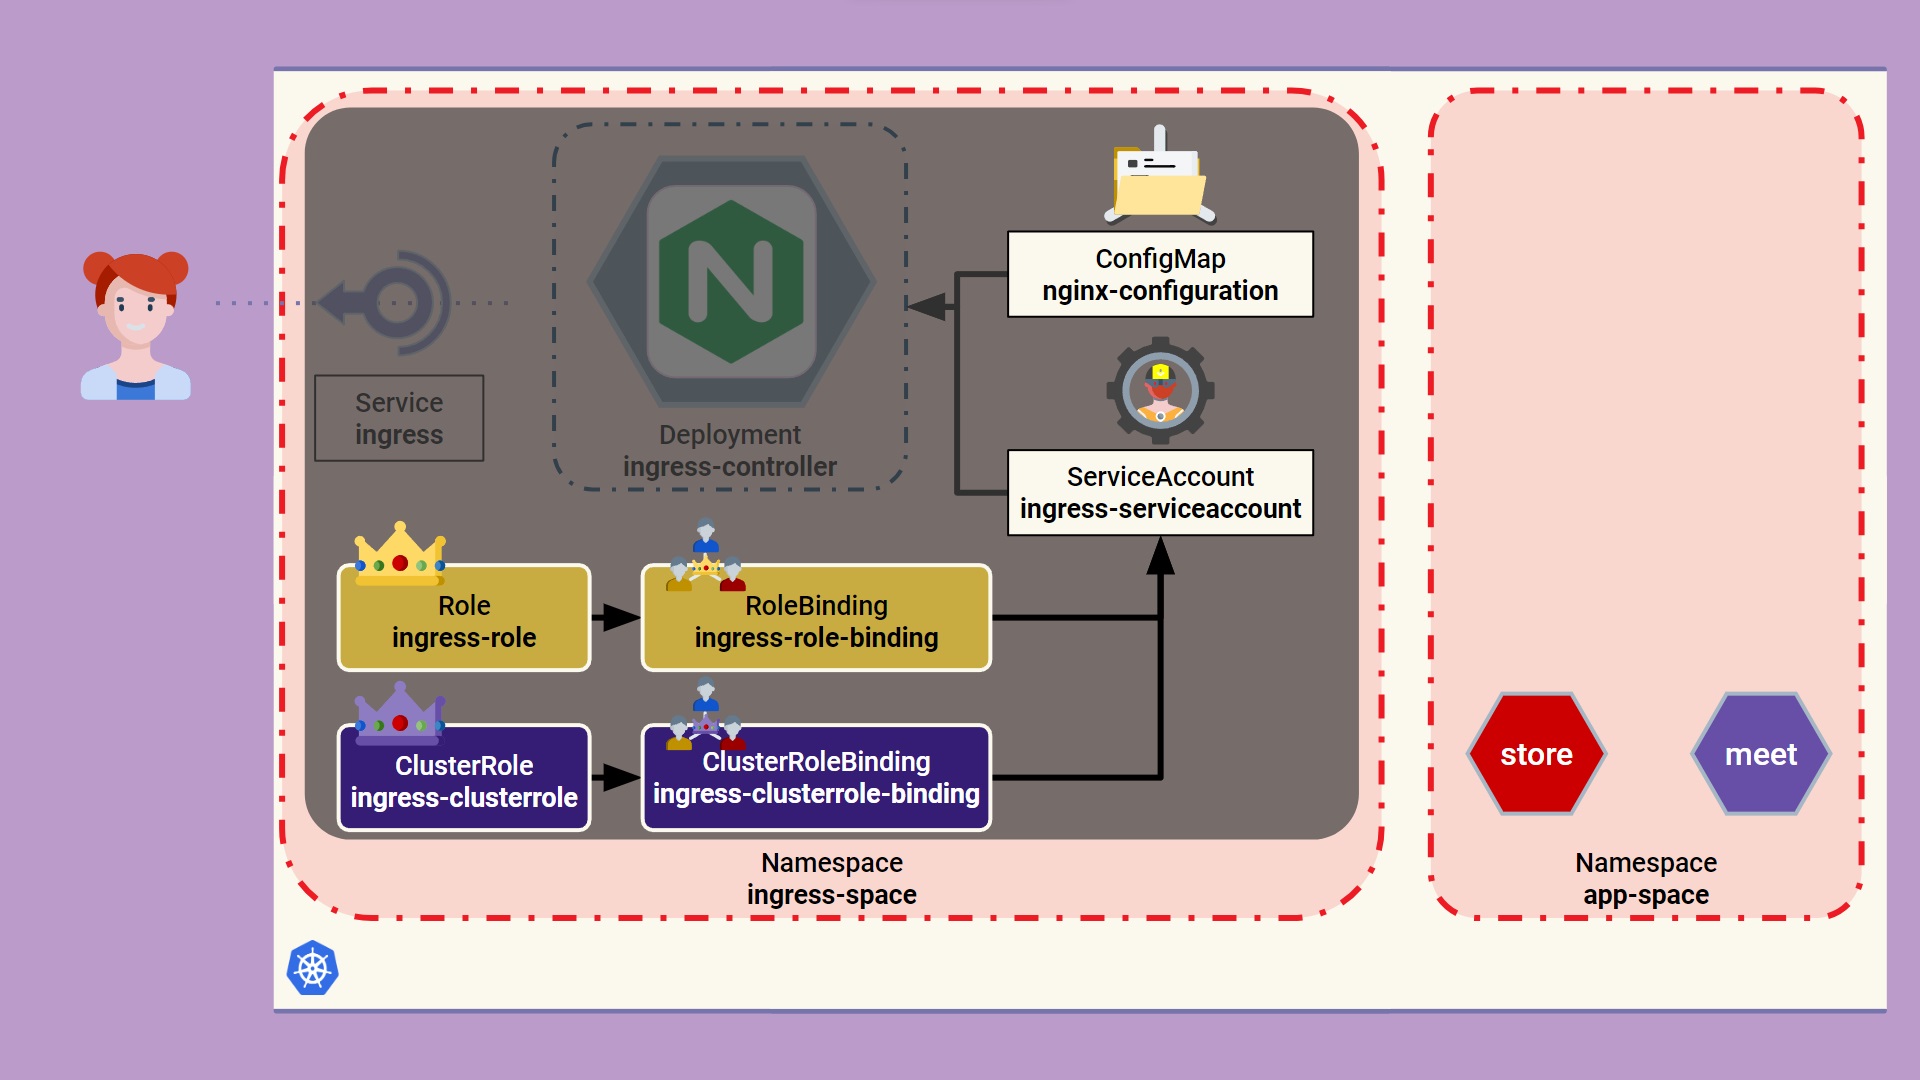 ConfigMap
nginx-configuration
Service
ingress
N
Deployment
ingress-controller
ServiceAccount
ingress-serviceaccount
Role
ingress-role
RoleBinding
ingress-role-binding
ClusterRole
ingress-clusterrole
ClusterRoleBinding
ingress-clusterrole-binding
Namespace
ingress-space
store
meet
Namespace
app-space